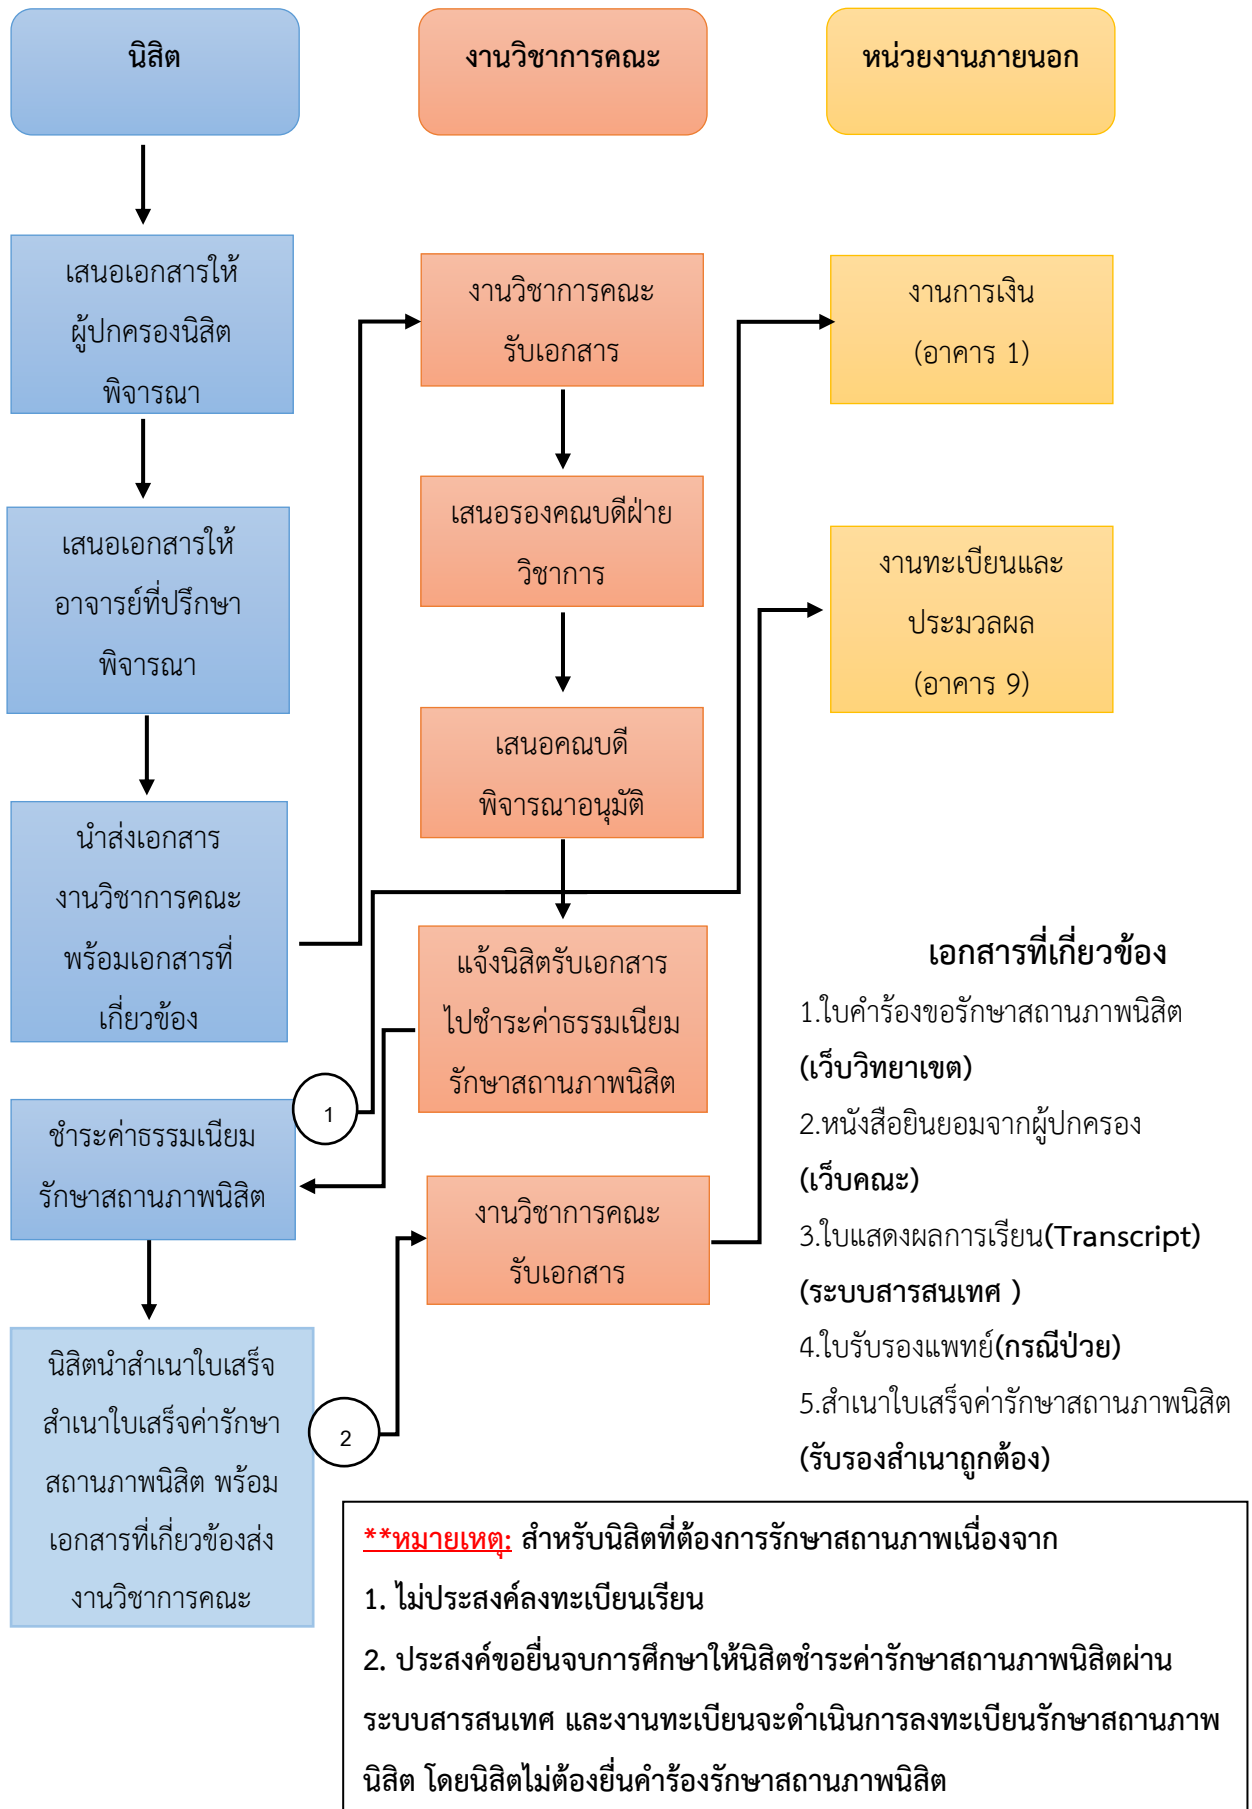 นิสิต
งานวิชาการคณะ
หน่วยงานภายนอก
เสนอเอกสารให้
ผู้ปกครองนิสิต
พิจารณา
เสนอเอกสารให้
อาจารย์ที่ปรึกษา
พิจารณา
นำส่งเอกสาร
งานวิชาการคณะ
พร้อมเอกสารที่
เกี่ยวข้อง
ชำระค่าธรรมเนียม
รักษาสถานภาพนิสิต
1
นิสิตนำสำเนาใบเสร็จ
สำเนาใบเสร็จค่ารักษา
สถานภาพนิสิต พร้อม
เอกสารที่เกี่ยวข้องส่ง
งานวิชาการคณะ
2
งานวิชาการคณะ
รับเอกสาร
เสนอรองคณบดีฝ่าย
วิชาการ
เสนอคณบดี
พิจารณาอนุมัติ
แจ้งนิสิตรับเอกสาร
ไปชำระค่าธรรมเนียม
รักษาสถานภาพนิสิต
งานวิชาการคณะ
รับเอกสาร
งานการเงิน
(อาคาร 1)
งานทะเบียนและ
ประมวลผล
(อาคาร 9)
เอกสารที่เกี่ยวข้อง
1.ใบคำร้องขอรักษาสถานภาพนิสิต
(เว็บวิทยาเขต)
2.หนังสือยินยอมจากผู้ปกครอง
(เว็บคณะ)
3.ใบแสดงผลการเรียน(Transcript)
(ระบบสารสนเทศ )
4.ใบรับรองแพทย์(กรณีป่วย)
5.สำเนาใบเสร็จค่ารักษาสถานภาพนิสิต
(รับรองสำเนาถูกต้อง)
**หมายเหตุ: สำหรับนิสิตที่ต้องการรักษาสถานภาพเนื่องจาก
1. ไม่ประสงค์ลงทะเบียนเรียน
2. ประสงค์ขอยื่นจบการศึกษาให้นิสิตชำระค่ารักษาสถานภาพนิสิตผ่าน
ระบบสารสนเทศ และงานทะเบียนจะดำเนินการลงทะเบียนรักษาสถานภาพ
นิสิต โดยนิสิตไม่ต้องยื่นคำร้องรักษาสถานภาพนิสิต